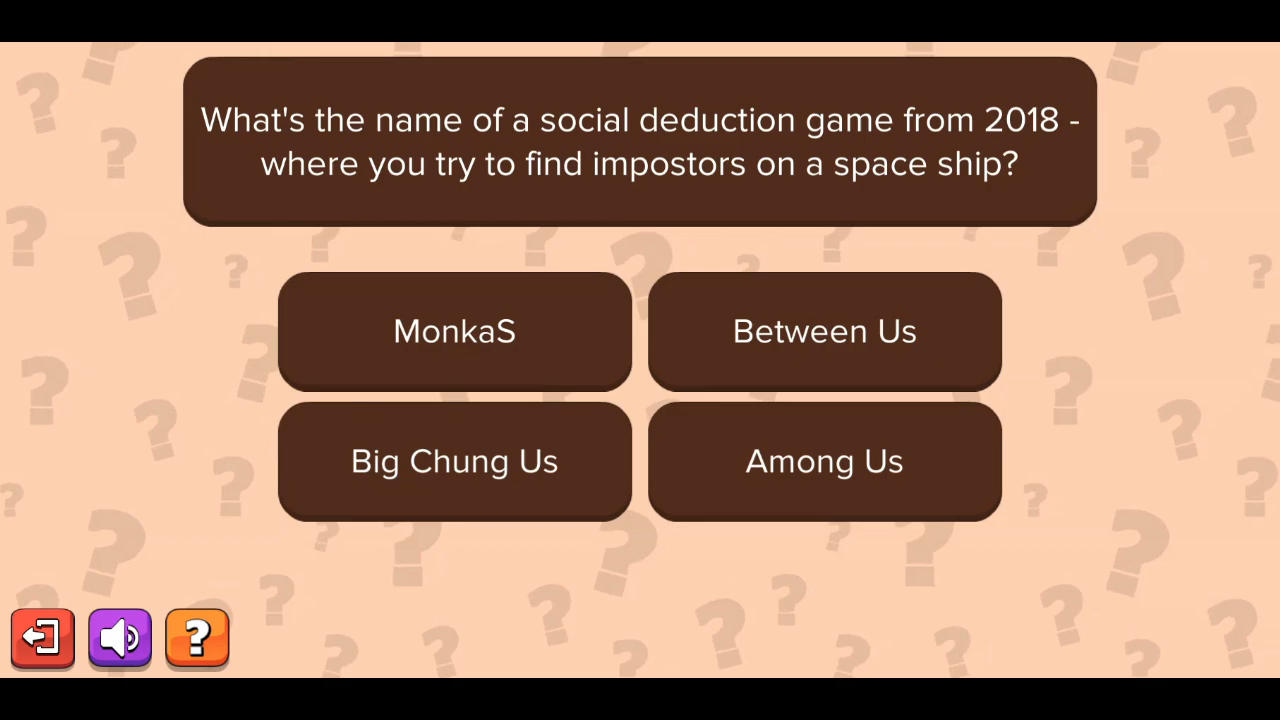 What's the name of a social deduction game from 2018 -
where you try to find impostors on a space ship?
MonkaS
Between Us
Big Chung Us
Among Us